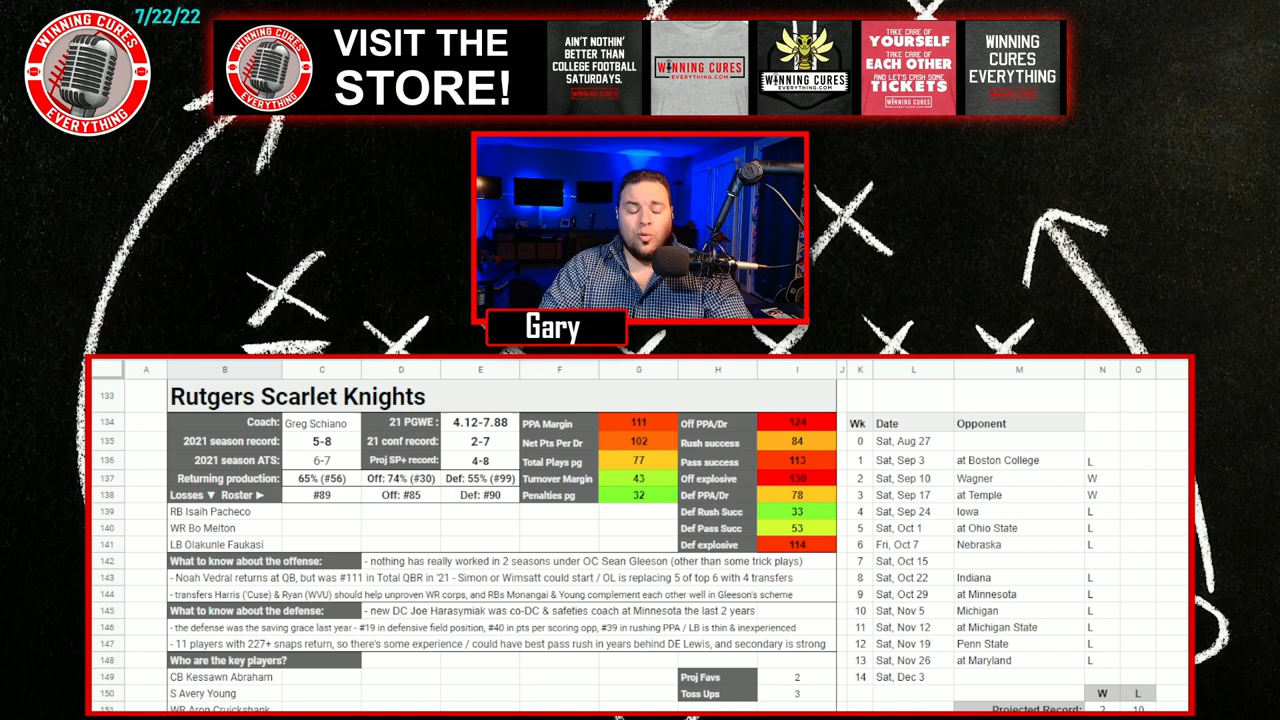 7/22/22
WINNING CURES EVERYTHING
WINNING CURES EVERYTHING
VISIT THE STORE!
AIN'T NOTHIN' BETTER THAN COLLEGE FOOTBALL SATURDAYS.
WINNING CURES EVERYTHING.COM
WINNING CURES EVERYTHING.COM
TAKE CARE OF YOURSELF
TAKE CARE OF EACH OTHER
AND LET'S CASH SOME TICKETS
WINNING CURES
WINNING CURES EVERYTHING
Gary
A B C D E F G H I J K L M N O
133 Rutgers Scarlet Knights
134 Coach: Greg Schiano 21 PGWE : 4.12-7.88 PPA Margin 111 Off PPA/Dr 124 Wk Date Opponent
135 2021 season record: 5-8 21 conf record: 2-7 Net Pts Per Dr 102 Rush success 84 0 Sat, Aug 27
136 2021 season ATS: 6-7 Proj SP+ record: 4-8 Total Plays pg 77 Pass success 113 1 Sat, Sep 3 at Boston College L
137 Returning production: 65% (#56) Off: 74% (#30) Def: 55% (#99) Turnover Margin 43 Off explosive 130 2 Sat, Sep 10 Wagner W
138 Losses ▼ Roster ► #89 Off: #85 Def: #90 Penalties pg 32 Def PPA/Dr 78 3 Sat, Sep 17 at Temple W
139 RB Isaih Pacheco Def Rush Succ 33 4 Sat, Sep 24 Iowa L
140 WR Bo Melton Def Pass Succ 53 5 Sat, Oct 1 at Ohio State L
141 LB Olakunle Faukasi Def explosive 114 6 Fri, Oct 7 Nebraska L
142 What to know about the offense: - nothing has really worked in 2 seasons under OC Sean Gleeson (other than some trick plays) 7 Sat, Oct 15
143 - Noah Vedral returns at QB, but was #111 in Total QBR in '21 - Simon or Wimsatt could start / OL is replacing 5 of top 6 with 4 transfers 8 Sat, Oct 22 Indiana L
144 - transfers Harris ('Cuse) & Ryan (WVU) should help unproven WR corps, and RBs Monangai & Young complement each other well in Gleeson's scheme 9 Sat, Oct 29 at Minnesota L
145 What to know about the defense: - new DC Joe Harasymiak was co-DC & safeties coach at Minnesota the last 2 years 10 Sat, Nov 5 Michigan L
146 - the defense was the saving grace last year - #19 in defensive field position, #40 in pts per scoring opp, #39 in rushing PPA / LB is thin & inexperienced 11 Sat, Nov 12 at Michigan State L
147 - 11 players with 227+ snaps return, so there's some experience / could have best pass rush in years behind DE Lewis, and secondary is strong 12 Sat, Nov 19 Penn State L
148 Who are the key players? 13 Sat, Nov 26 at Maryland L
149 CB Kessawn Abraham Proj Favs 2 14 Sat, Dec 3
150 S Avery Young Toss Ups 3 W L
151 WR Aron Cruickshank Projected Record: 2 10